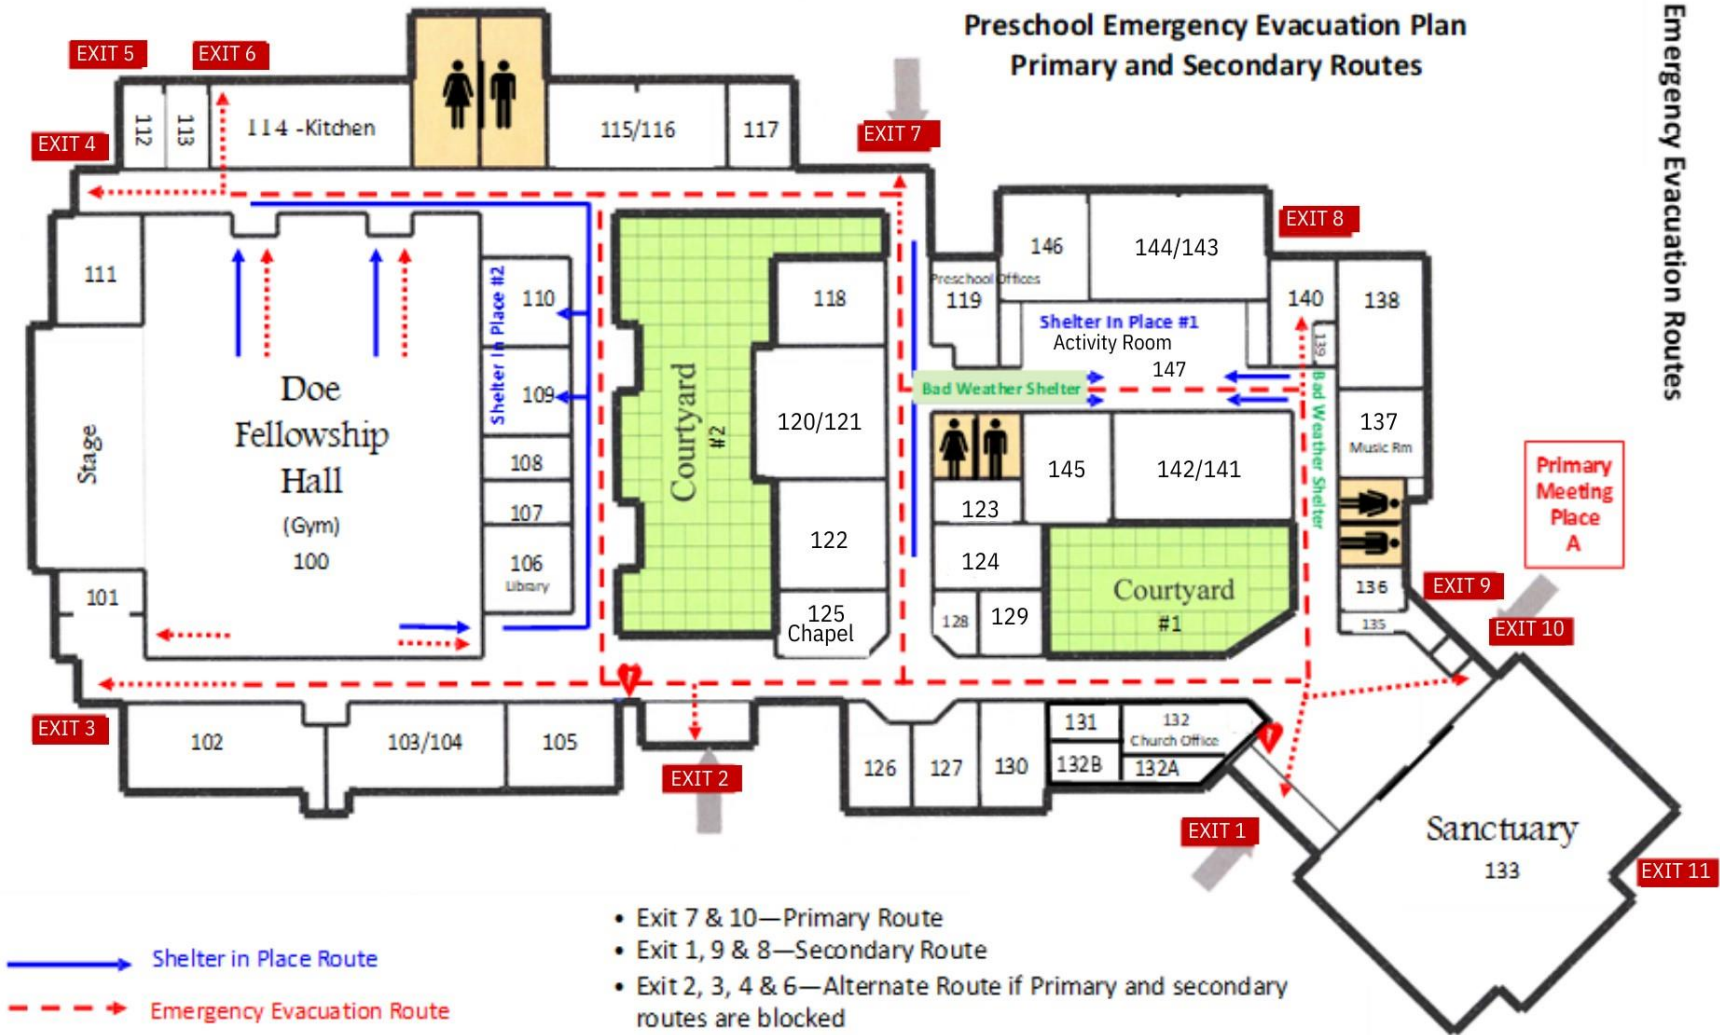 Preschool Emergency Evacuation Plan
Primary and Secondary Routes
Emergency Evacuation Routes
EXIT 5
EXIT 6
EXIT 4
EXIT 7
EXIT 8
112
113
114 -Kitchen
115/116
117
111
146
144/143
Preschool Offices
119
140
138
139
110
109
108
107
106
Library
Shelter In Place #2
118
120/121
122
125
Chapel
Courtyard
#2
Shelter In Place #1
Activity Room
147
Bad Weather Shelter
Bad Weather Shelter
137
Music Rm
Doe
Fellowship
Hall
(Gym)
100
Stage
101
145
142/141
123
124
128
129
Courtyard
#1
136
135
Primary
Meeting
Place
A
EXIT 9
EXIT 10
EXIT 3
102
103/104
105
EXIT 2
126
127
130
131
132
Church Office
132B
132A
EXIT 1
Sanctuary
133
EXIT 11
• Exit 7 & 10—Primary Route
• Exit 1, 9 & 8—Secondary Route
• Exit 2, 3, 4 & 6—Alternate Route if Primary and secondary
routes are blocked
Shelter in Place Route
Emergency Evacuation Route